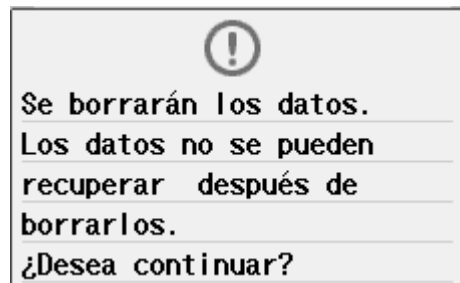 Se borrarán los datos.
Los datos no se pueden
recuperar  después de
borrarlos.
¿Desea continuar?